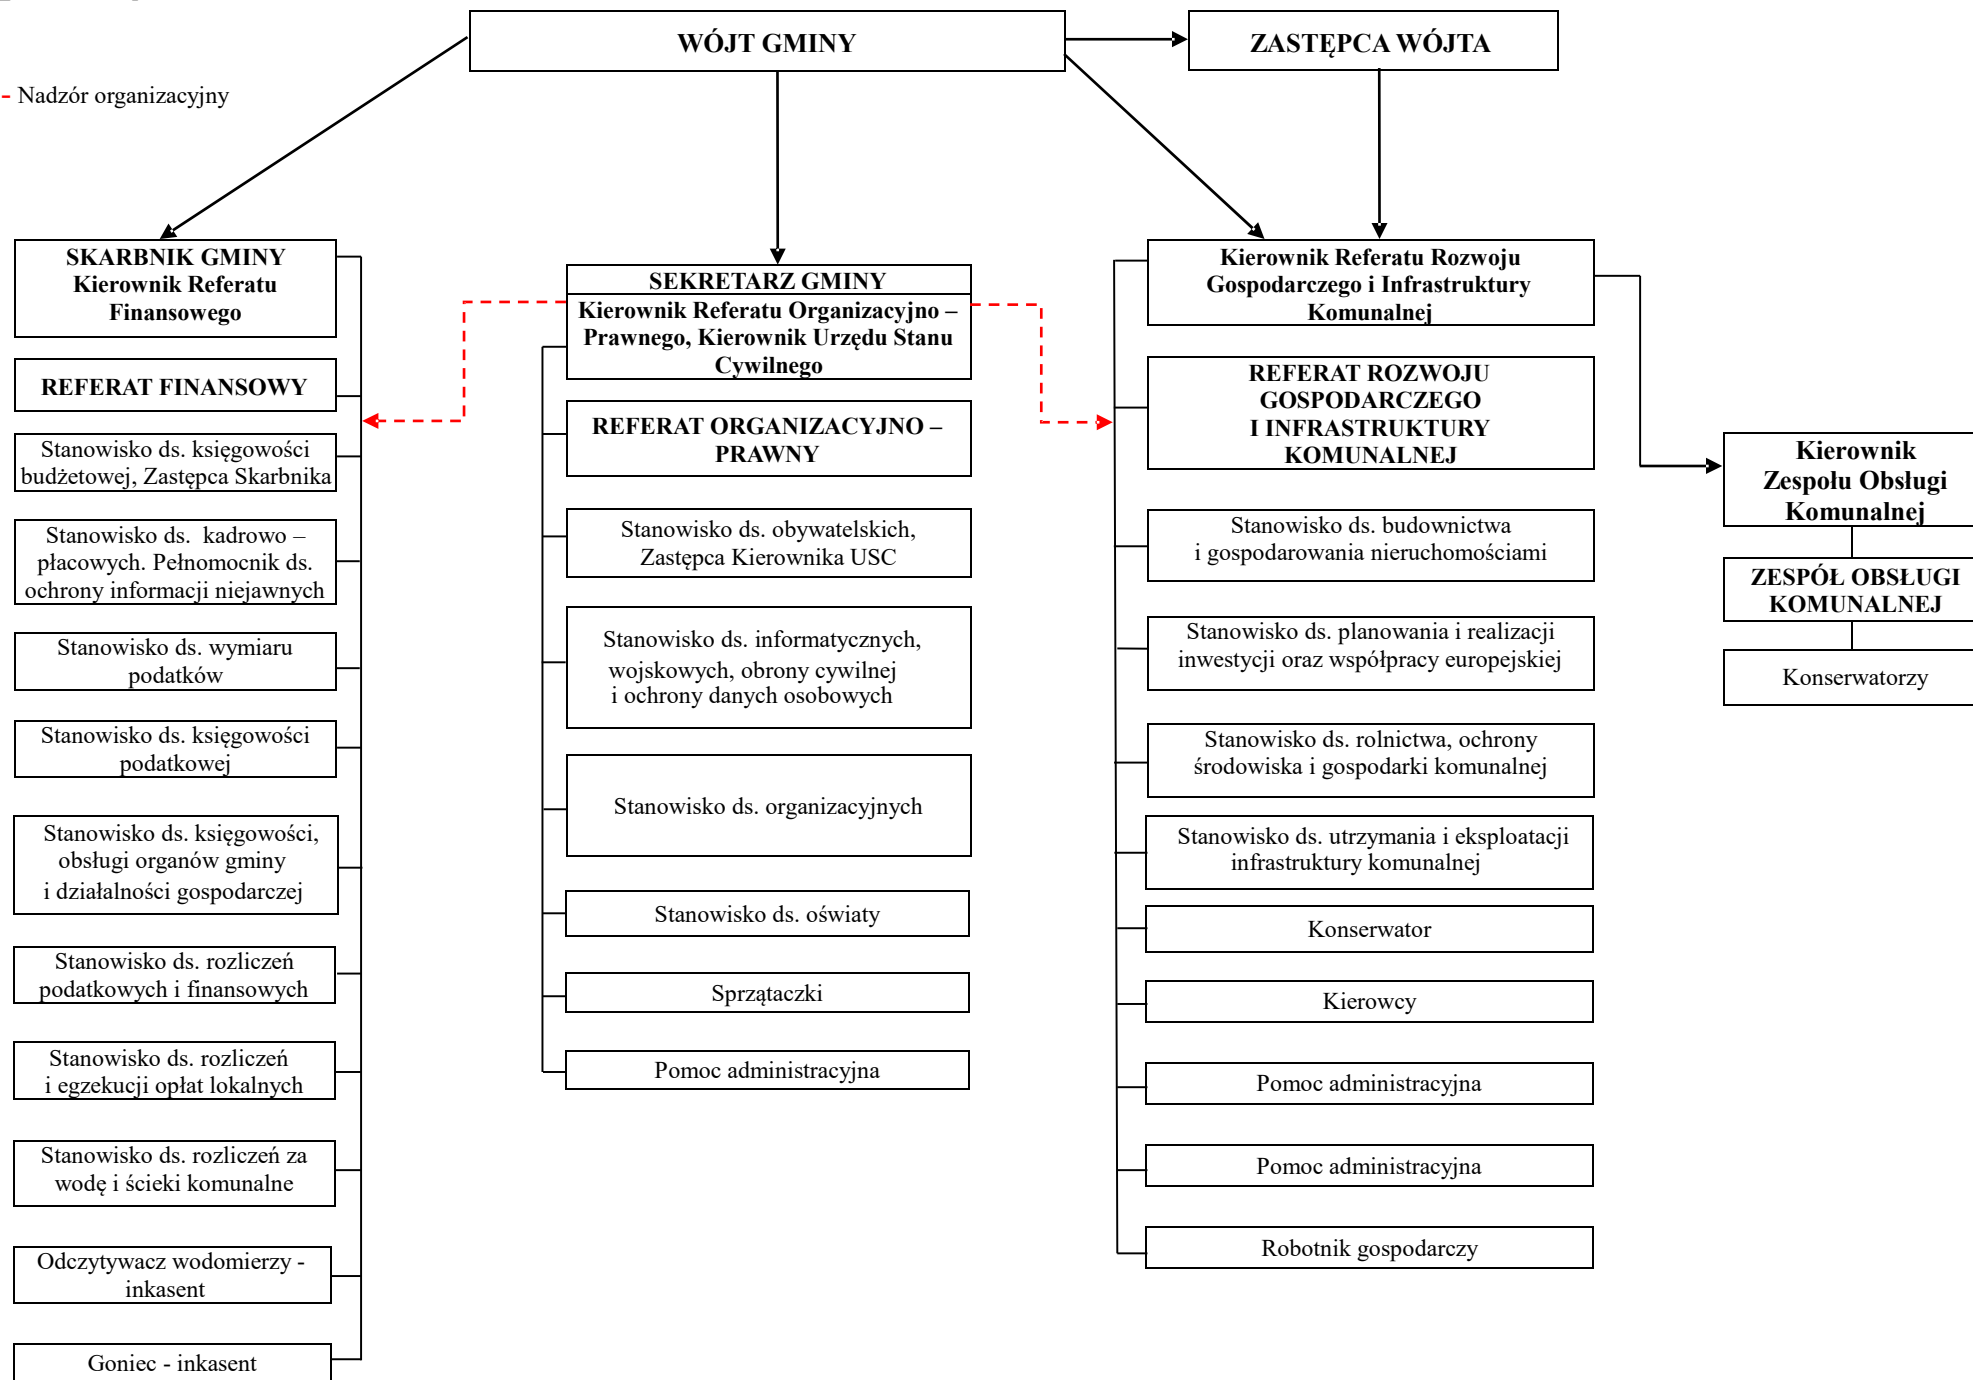 WÓJT GMINY
ZASTĘPCA WÓJTA
- Nadzór organizacyjny
SKARBNIK GMINY
Kierownik Referatu
Finansowego
REFERAT FINANSOWY
Stanowisko ds. księgowości
budżetowej, Zastępca Skarbnika
Stanowisko ds. kadrowo –
płacowych. Pełnomocnik ds.
ochrony informacji niejawnych
Stanowisko ds. wymiaru
podatków
Stanowisko ds. księgowości
podatkowej
Stanowisko ds. księgowości,
obsługi organów gminy
i działalności gospodarczej
Stanowisko ds. rozliczeń
podatkowych i finansowych
Stanowisko ds. rozliczeń
i egzekucji opłat lokalnych
Stanowisko ds. rozliczeń za
wodę i ścieki komunalne
Odczytywacz wodomierzy -
inkasent
Goniec - inkasent
SEKRETARZ GMINY
Kierownik Referatu Organizacyjno –
Prawnego, Kierownik Urzędu Stanu
Cywilnego
REFERAT ORGANIZACYJNO –
PRAWNY
Stanowisko ds. obywatelskich,
Zastępca Kierownika USC
Stanowisko ds. informatycznych,
wojskowych, obrony cywilnej
i ochrony danych osobowych
Stanowisko ds. organizacyjnych
Stanowisko ds. oświaty
Sprzątaczki
Pomoc administracyjna
Kierownik Referatu Rozwoju
Gospodarczego i Infrastruktury
Komunalnej
REFERAT ROZWOJU
GOSPODARCZEGO
I INFRASTRUKTURY
KOMUNALNEJ
Stanowisko ds. budownictwa
i gospodarowania nieruchomościami
Stanowisko ds. planowania i realizacji
inwestycji oraz współpracy europejskiej
Stanowisko ds. rolnictwa, ochrony
środowiska i gospodarki komunalnej
Stanowisko ds. utrzymania i eksploatacji
infrastruktury komunalnej
Konserwator
Kierowcy
Pomoc administracyjna
Pomoc administracyjna
Robotnik gospodarczy
Kierownik
Zespołu Obsługi
Komunalnej
ZESPÓŁ OBSŁUGI
KOMUNALNEJ
Konserwatorzy